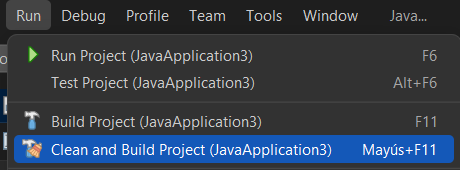 Run Debug Profile Team Tools Window Java...
Run Project (JavaApplication3) F6
Test Project (JavaApplication3) Alt+F6
Build Project (JavaApplication3) F11
Clean and Build Project (JavaApplication3) Mayús+F11